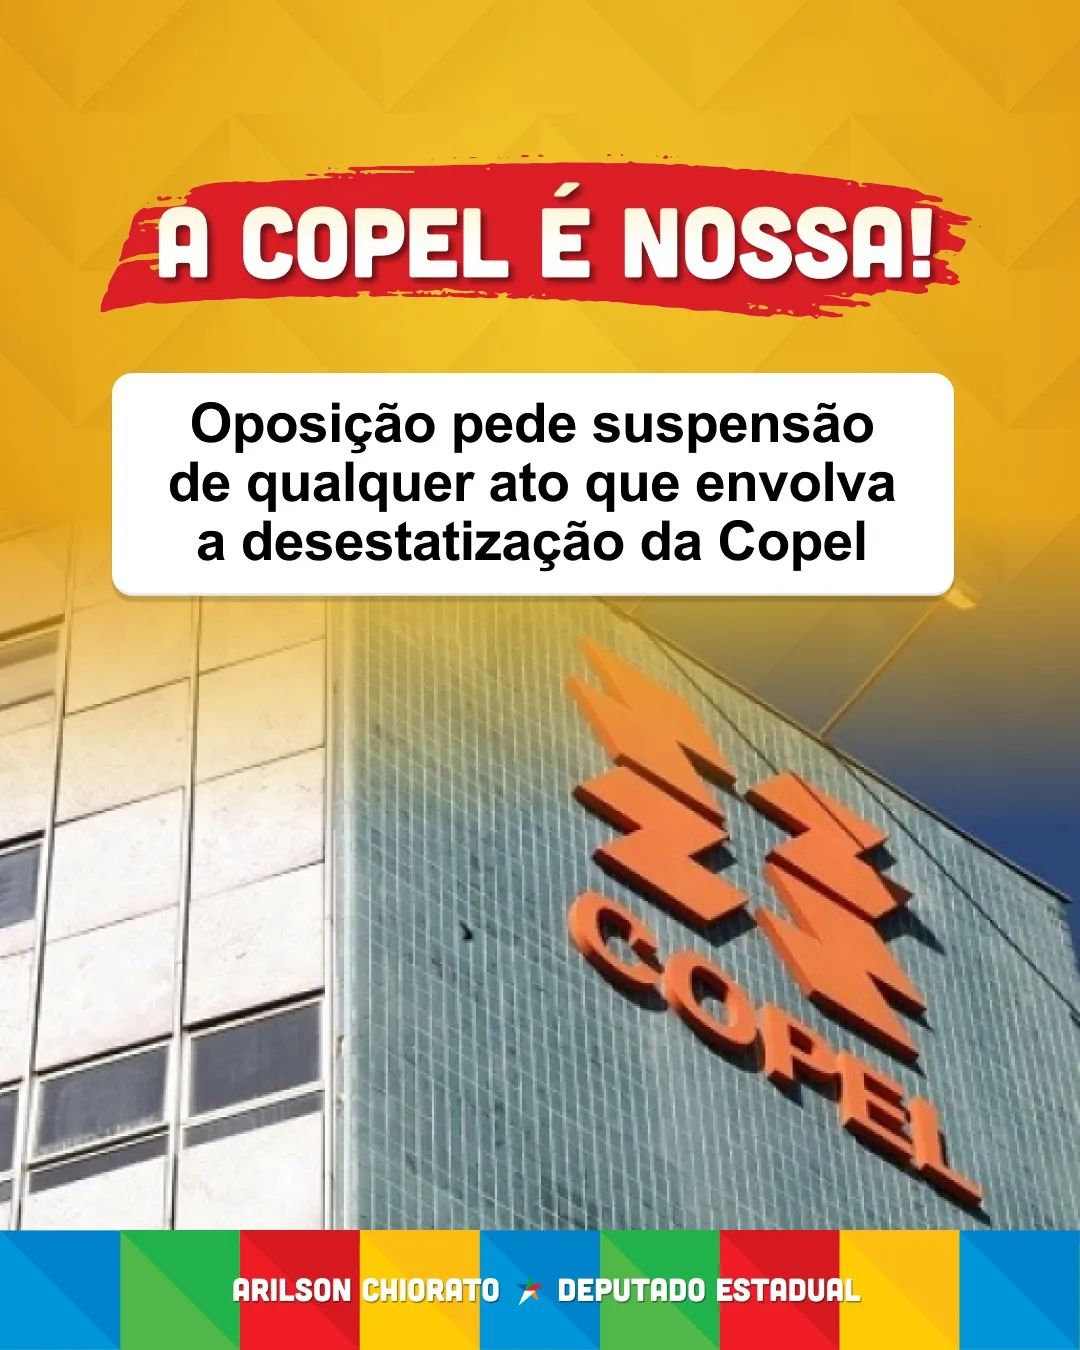 A COPEL É NOSSA!
Oposição pede suspensão
de qualquer ato que envolva
a desestatização da Copel
COPEL
ARILSON CHIORATO DEPUTADO ESTADUAL